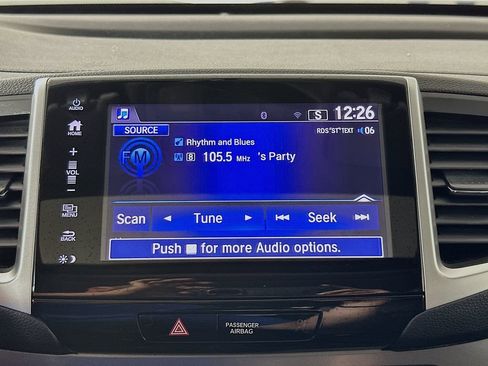 AUDIO
HOME
+
VOL
MENU
BACK
S 12:26
SOURCE
RDS "ST" TEXT 06
Rhythm and Blues
FM
8 105.5 MHz 's Party
Scan Tune Seek
Push for more Audio options.
PASSENGER
AIRBAG